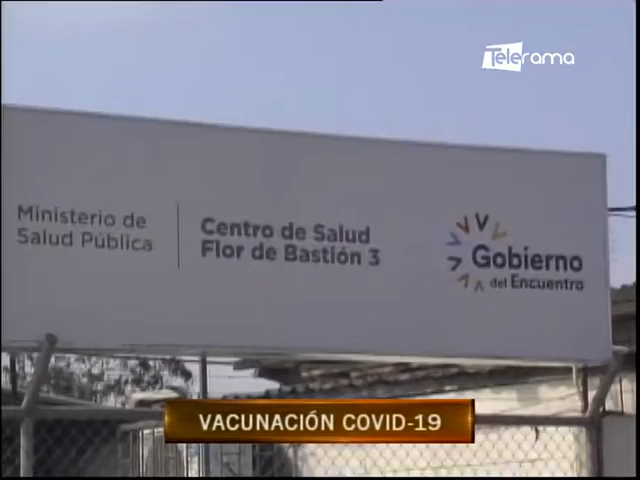 Telerama
Ministerio de
Salud Pública
Centro de Salud
Flor de Bastión 3
Gobierno
del Encuentro
VACUNACIÓN COVID-19